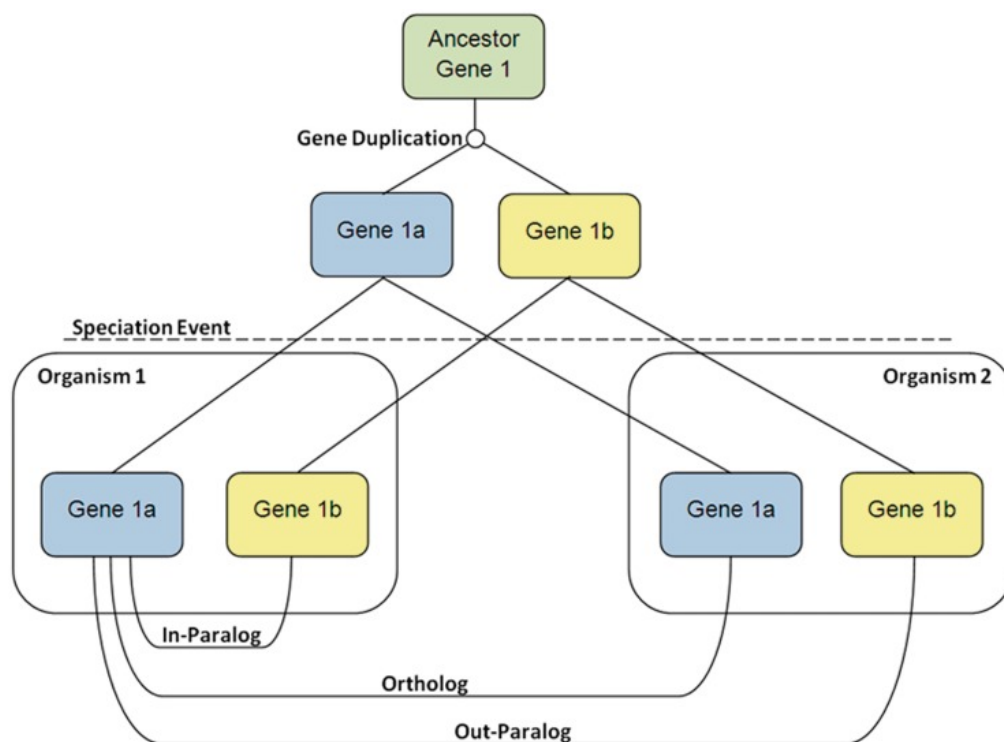 Ancestor
Gene 1
Gene Duplication
Gene 1a
Gene 1b
Speciation Event
Organism 1
Organism 2
Gene 1a
Gene 1b
Gene 1a
Gene 1b
In-Paralog
Ortholog
Out-Paralog